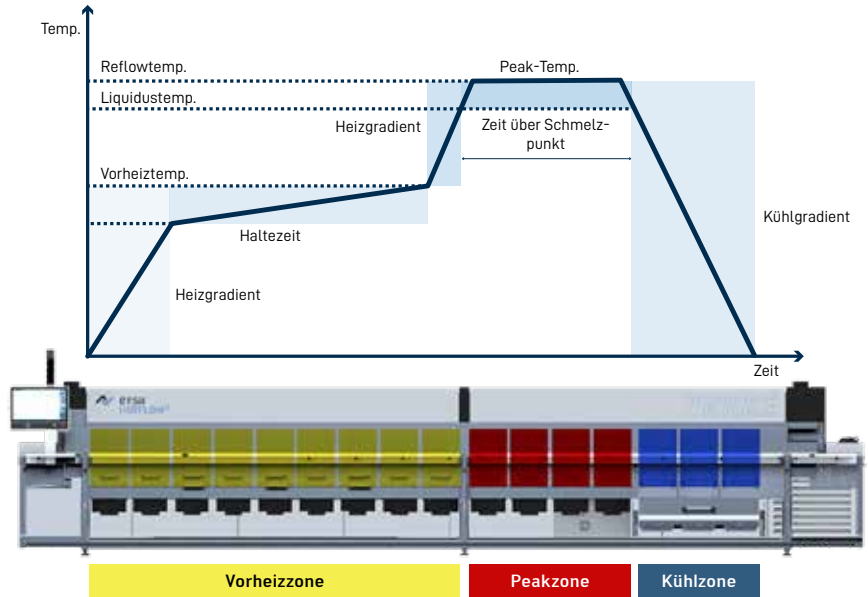 Temp.
Reflowtemp.
Peak-Temp.
Liquidustemp.
Heizgradient
Zeit über Schmelz-
punkt
Vorheiztemp.
Haltezeit
Kühlgradient
Heizgradient
Zeit
ersa
HOTFLOW
Vorheizzone
Peakzone
Kühlzone